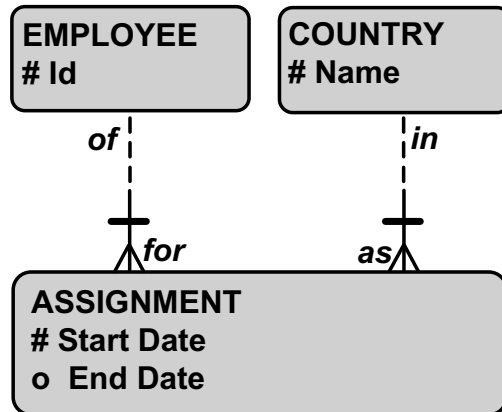 EMPLOYEE
# Id
COUNTRY
# Name
of
in
for
as
ASSIGNMENT
# Start Date
o End Date